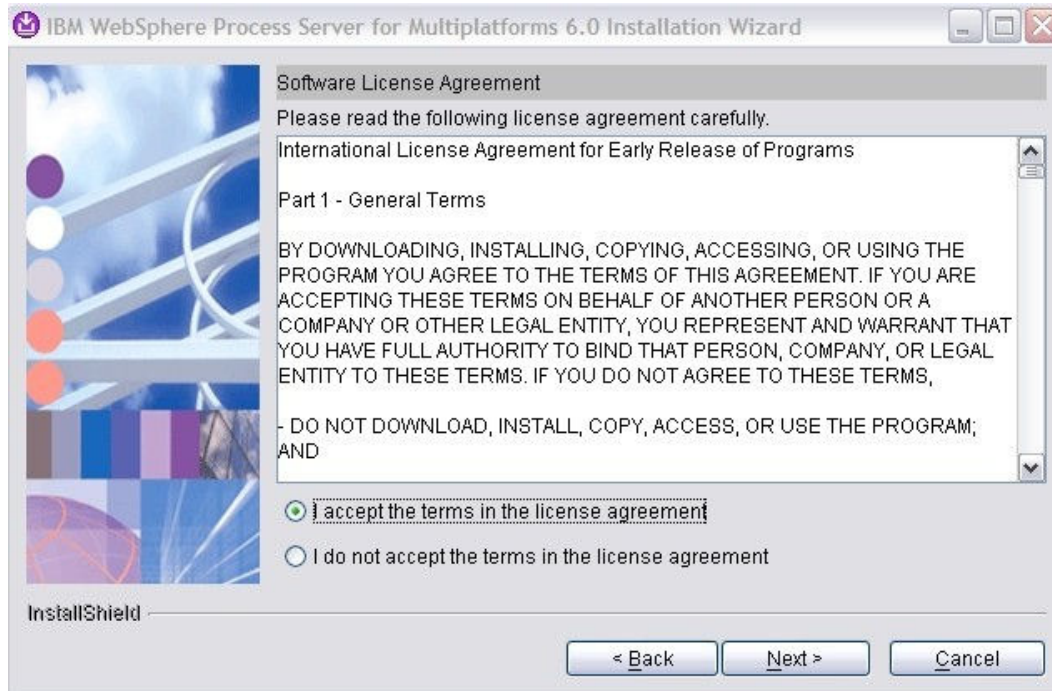 IBM WebSphere Process Server for Multiplatforms 6.0 Installation Wizard
Software License Agreement
Please read the following license agreement carefully.
International License Agreement for Early Release of Programs
Part 1 - General Terms
BY DOWNLOADING, INSTALLING, COPYING, ACCESSING, OR USING THE
PROGRAM YOU AGREE TO THE TERMS OF THIS AGREEMENT. IF YOU ARE
ACCEPTING THESE TERMS ON BEHALF OF ANOTHER PERSON OR A
COMPANY OR OTHER LEGAL ENTITY, YOU REPRESENT AND WARRANT THAT
YOU HAVE FULL AUTHORITY TO BIND THAT PERSON, COMPANY, OR LEGAL
ENTITY TO THESE TERMS. IF YOU DO NOT AGREE TO THESE TERMS,
- DO NOT DOWNLOAD, INSTALL, COPY, ACCESS, OR USE THE PROGRAM;
AND
I accept the terms in the license agreement
I do not accept the terms in the license agreement
InstallShield
< Back Next > Cancel